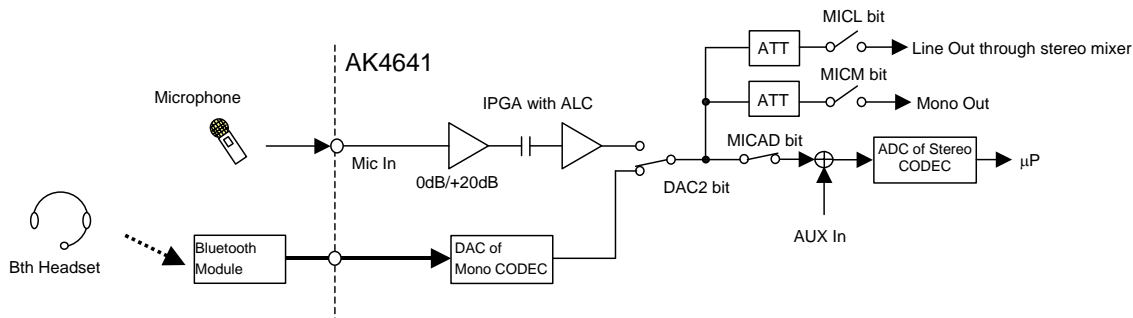 MICL bit
ATT
Line Out through stereo mixer
AK4641
MICM bit
Microphone
IPGA with ALC
ATT
Mono Out
MICAD bit
ADC of Stereo
CODEC
μP
Mic In
0dB/+20dB
DAC2 bit
AUX In
Bluetooth
Module
DAC of
Mono CODEC
Bth Headset